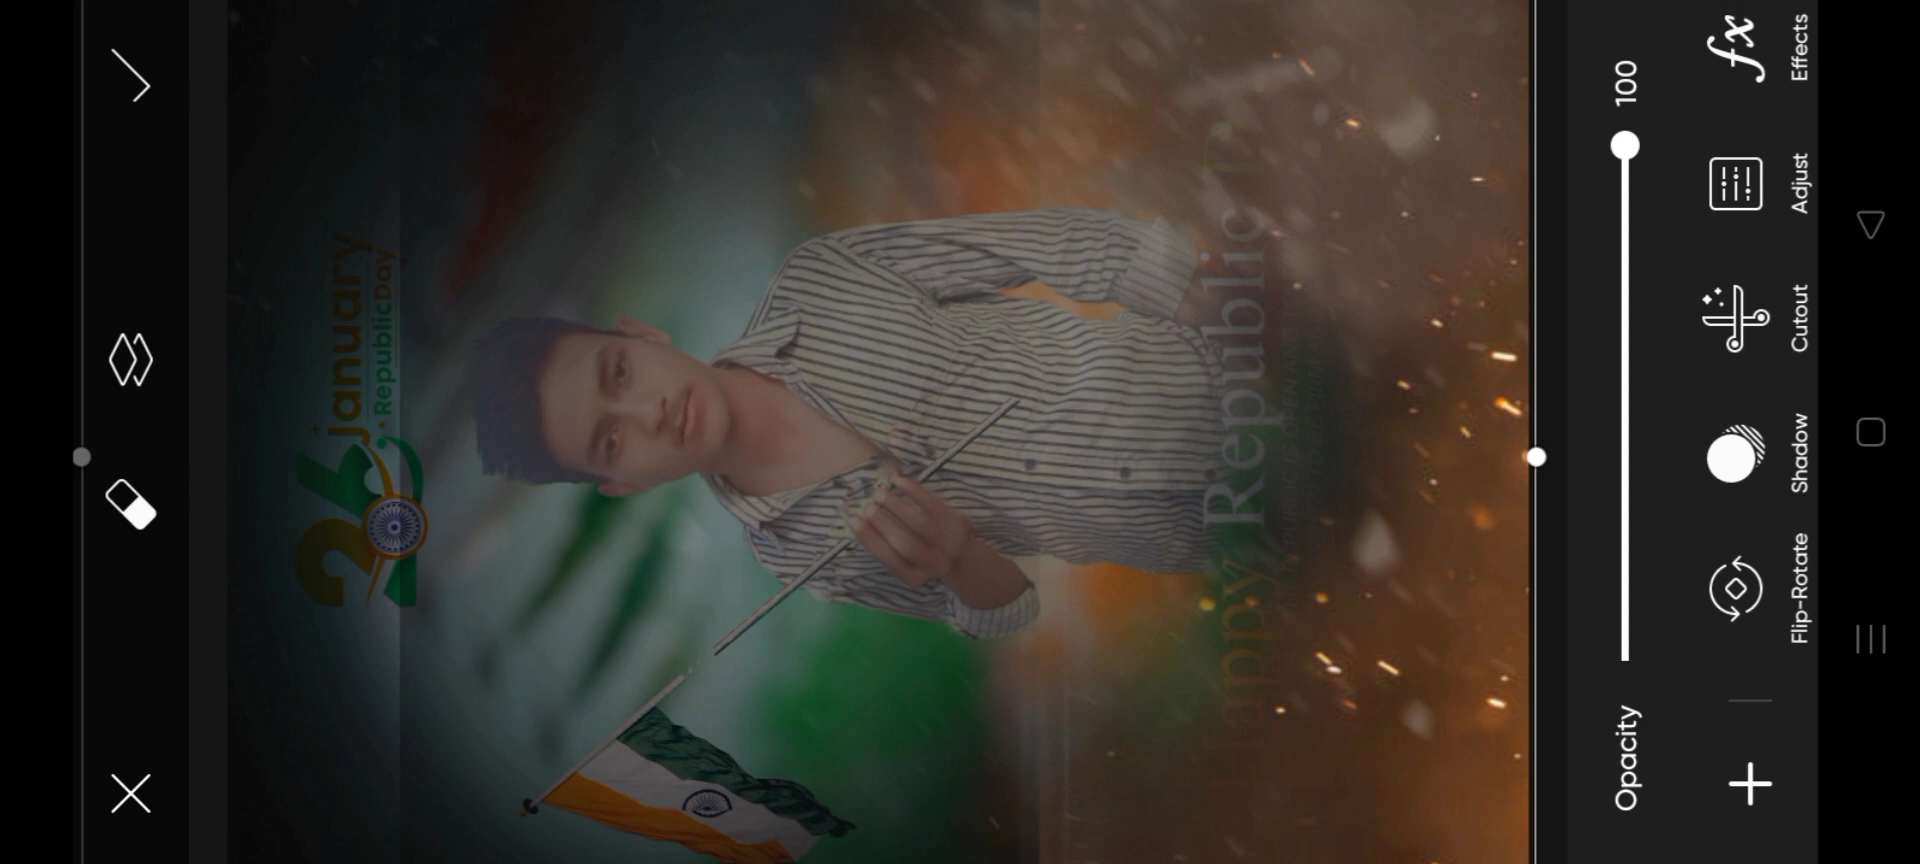 26 january
• RepublicDay
Happy Republic D
Opacity
100
Flip-Rotate
Shadow
Cutout
Adjust
Effects